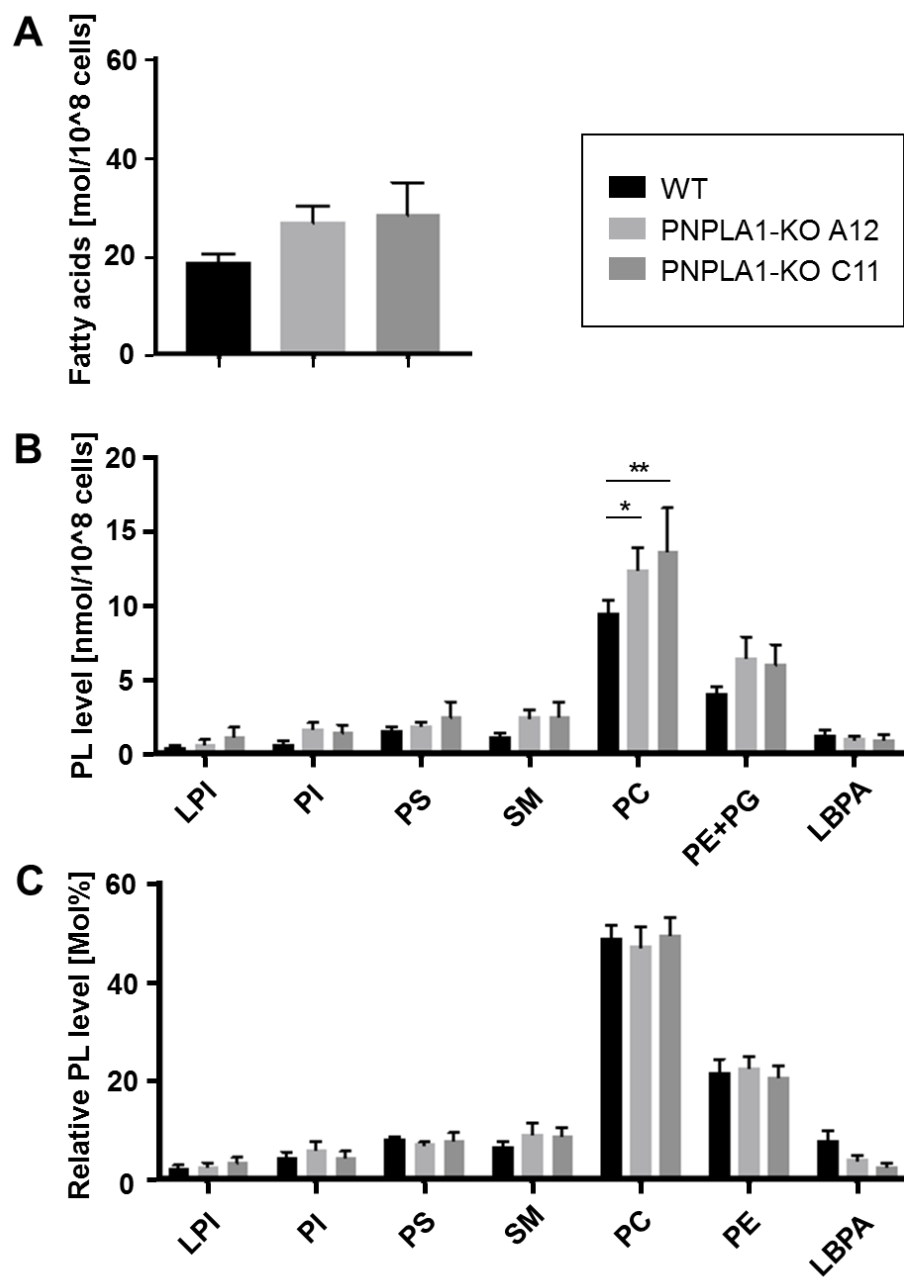 A
Fatty acids [mol/10^8 cells]
60
40
20
0
WT
PNPLA1-KO A12
PNPLA1-KO C11
B
PL level [nmol/10^8 cells]
20
15
10
5
0
**
*
LPI
PI
PS
SM
PC
PE+PG
LBPA
C
Relative PL level [Mol%]
60
40
20
0
LPI
PI
PS
SM
PC
PE
LBPA